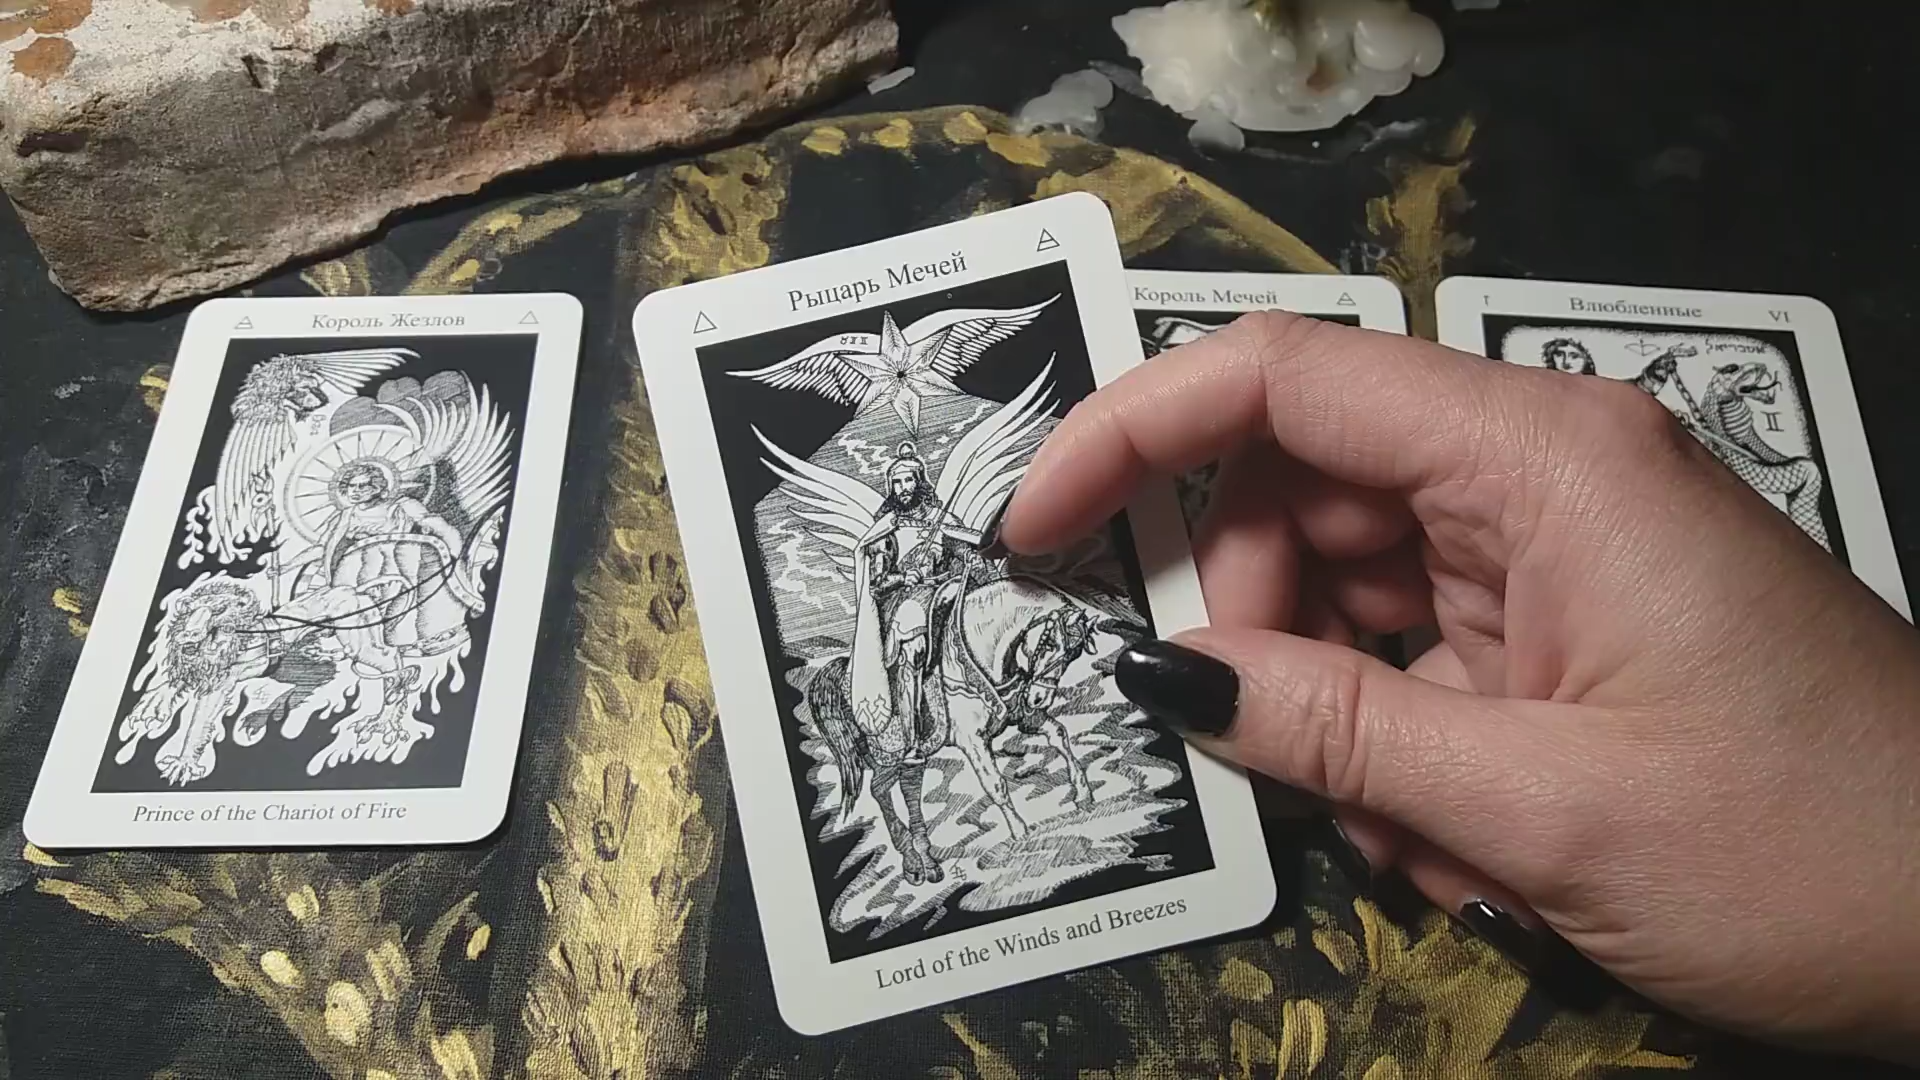 Король Жезлов
Prince of the Chariot of Fire
Рыцарь Мечей
Lord of the Winds and Breezes
Король Мечей
Влюбленные VI
II